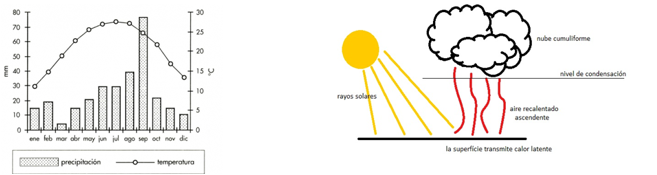 80
70
60
50
40
30
20
10
0
mm
30
25
20
15
10
5
0
°C
ene feb mar abr may jun jul ago sep oct nov dic
precipitación temperatura
nube cumuliforme
nivel de condensación
rayos solares
aire recalentado
ascendente
la superfície transmite calor latente